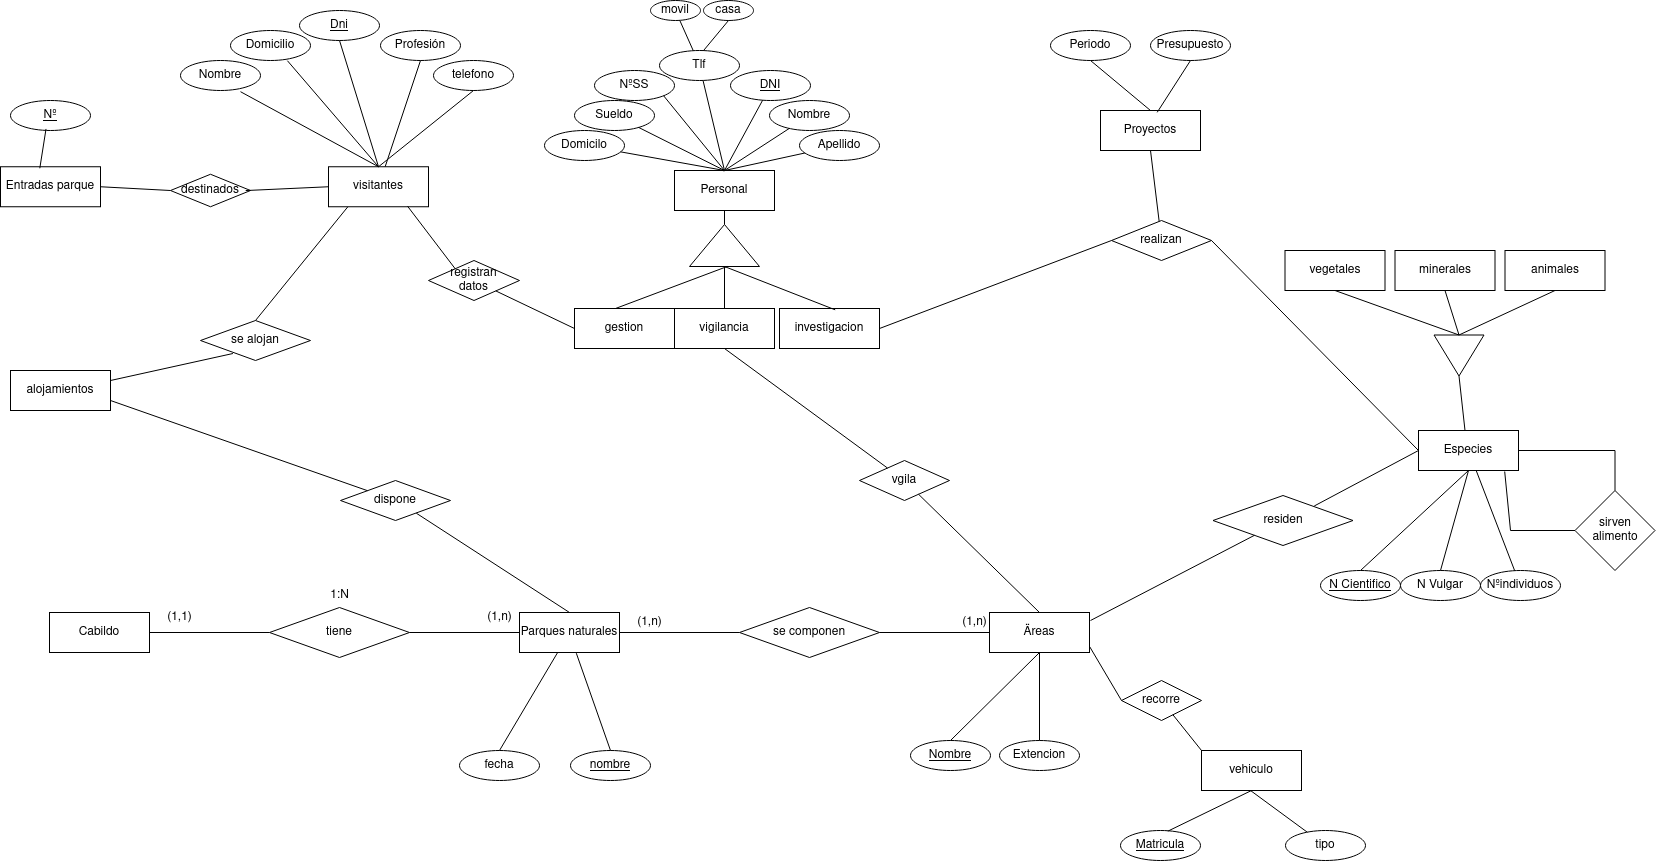 movil
casa
Dni
Domicilio
Profesión
Periodo
Presupuesto
Tlf
Nombre
telefono
NºSS
DNI
Nº
Sueldo
Nombre
Proyectos
Domicilo
Apellido
Entradas parque
destinados
visitantes
Personal
realizan
registran
datos
vegetales
minerales
animales
gestion
vigilancia
investigacion
se alojan
alojamientos
Especies
dispone
vgila
residen
sirven
alimento
N Cientifico
N Vulgar
Nºindividuos
1:N
(1,1)
(1,n)
(1,n)
(1,n)
Cabildo
tiene
Parques naturales
se componen
Äreas
recorre
fecha
nombre
Nombre
Extencion
vehiculo
Matricula
tipo